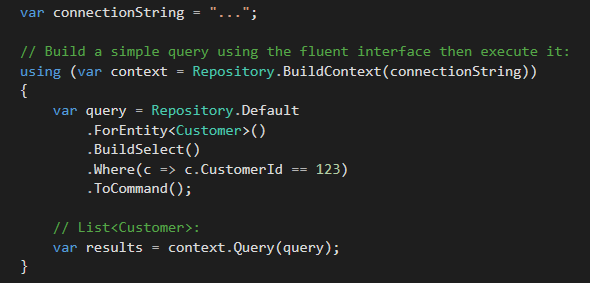 var connectionString = "...";
// Build a simple query using the fluent interface then execute it:
using (var context = Repository.BuildContext(connectionString))
{
    var query = Repository.Default
        .ForEntity<Customer>()
        .BuildSelect()
        .Where(c => c.CustomerId == 123)
        .ToCommand();
    // List<Customer>:
    var results = context.Query(query);
}